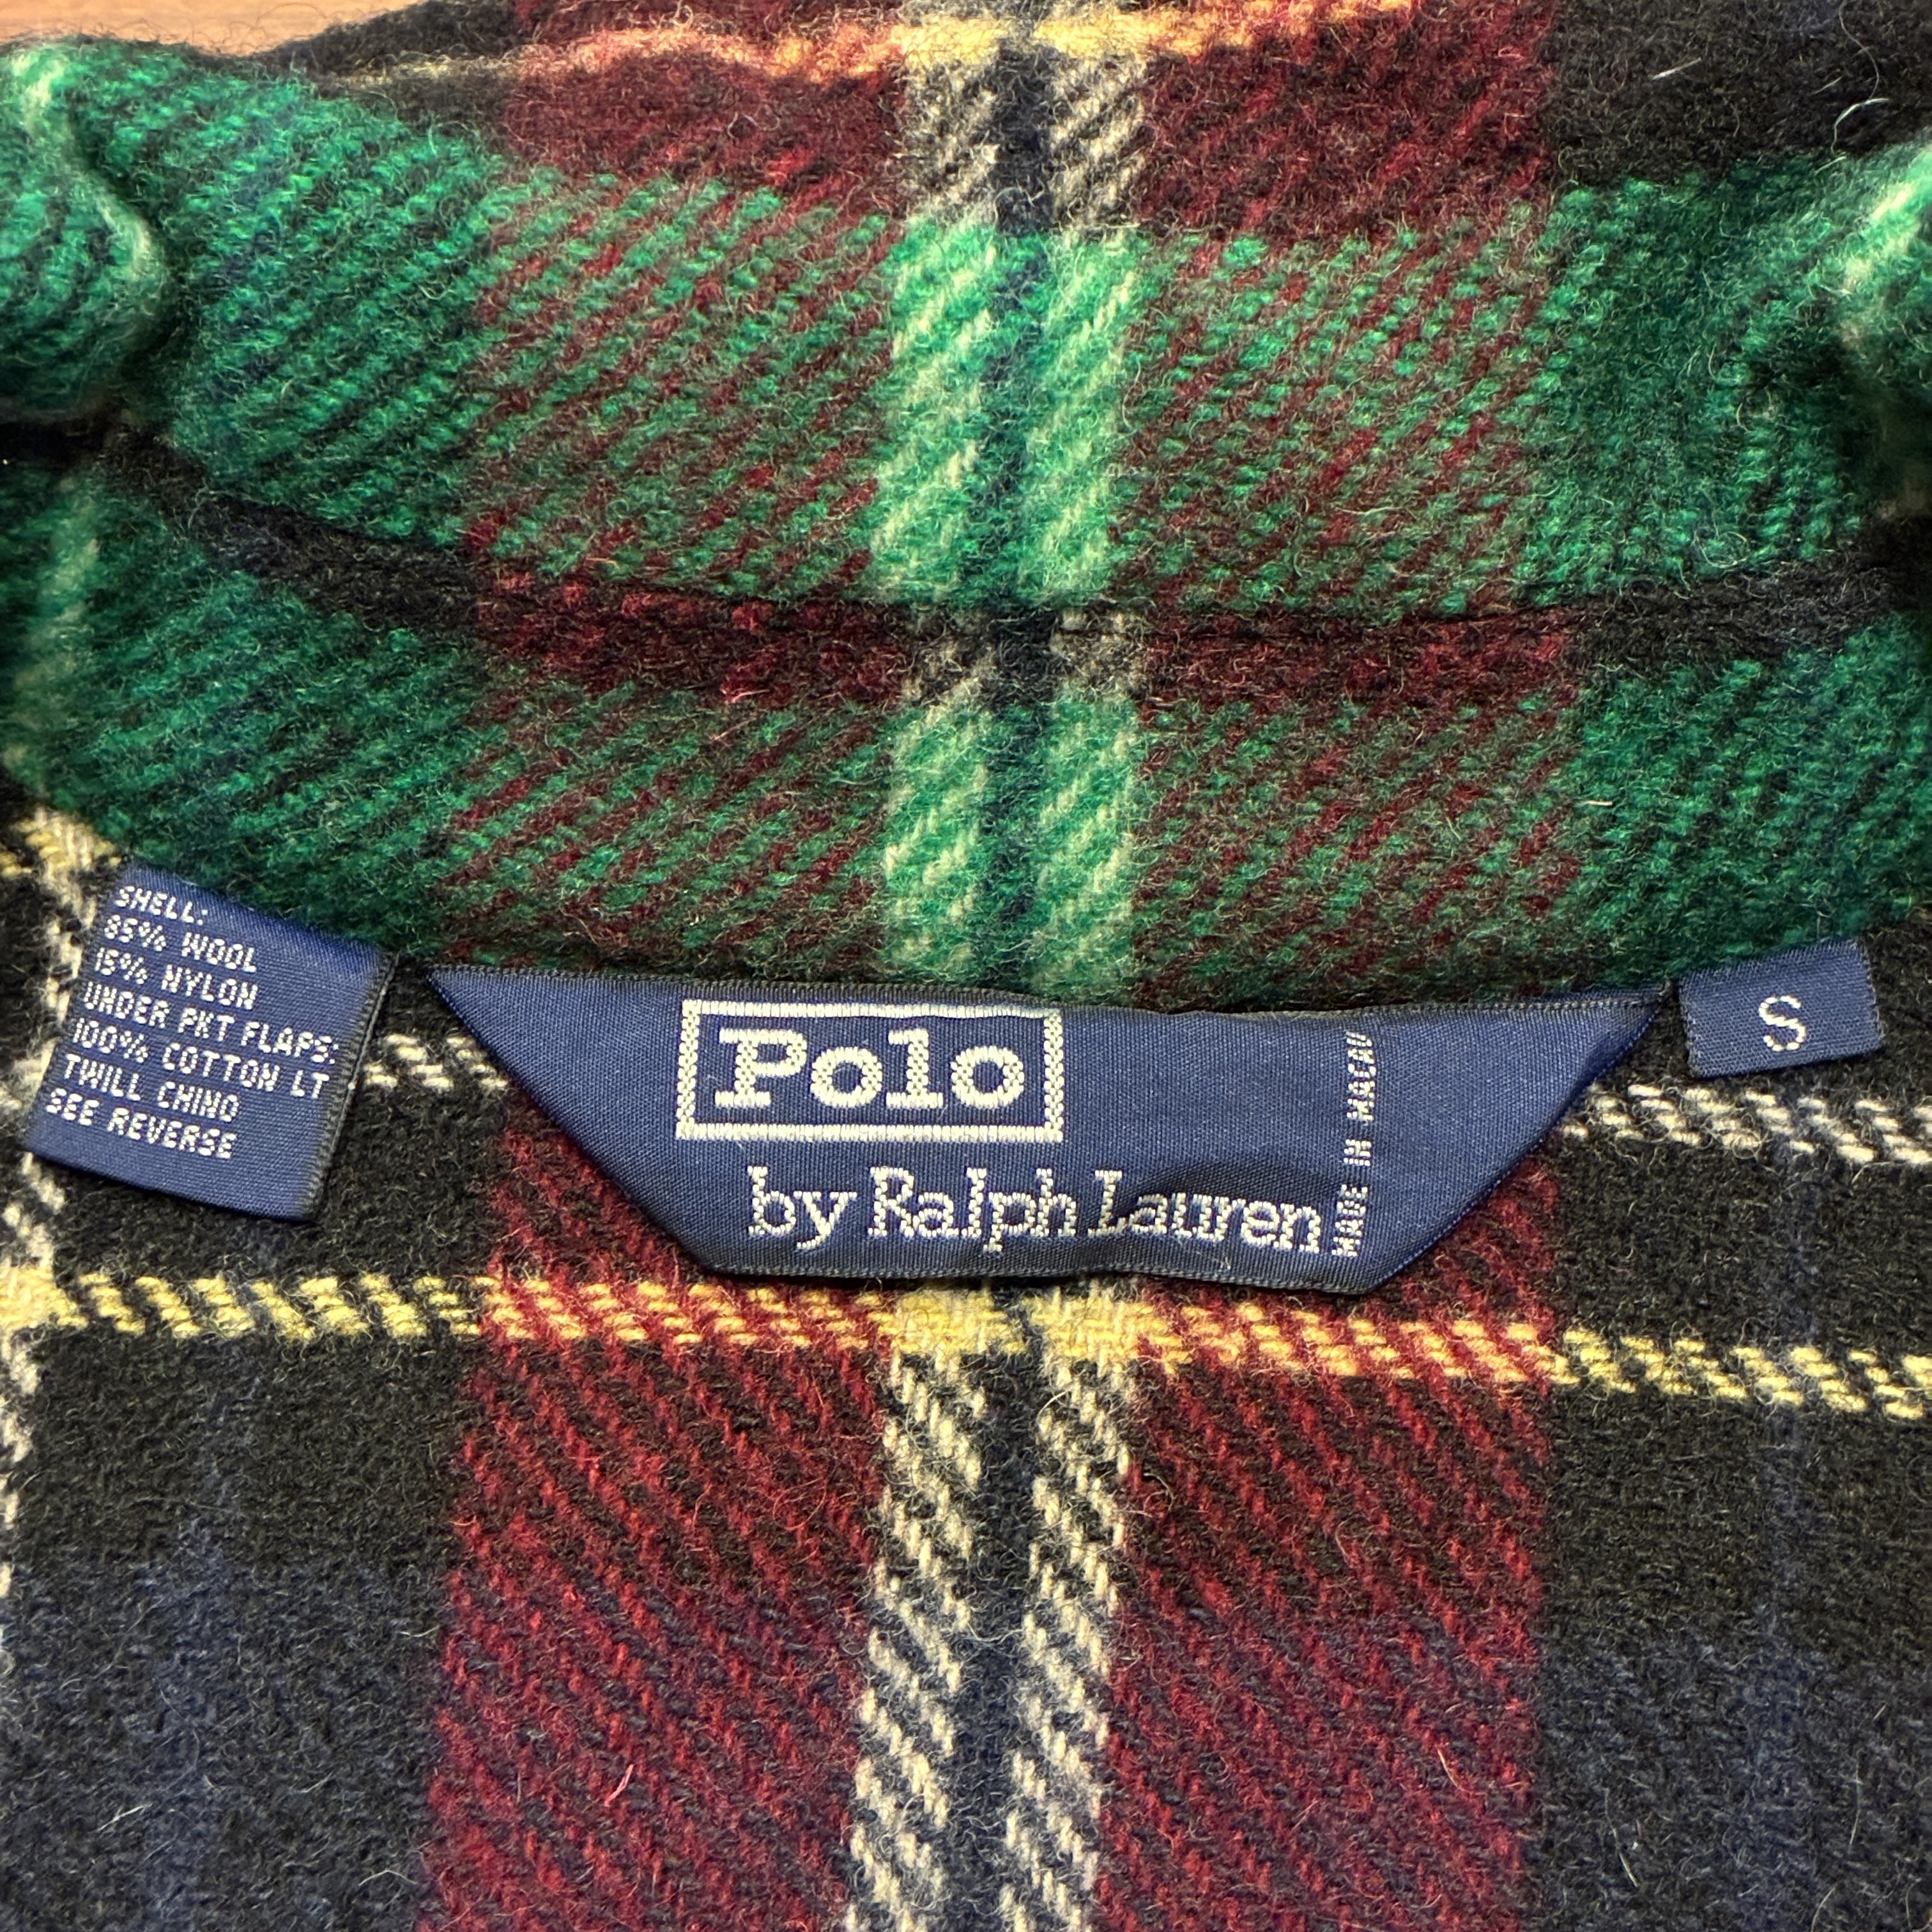 SHELL:
85% WOOL
15% NYLON
UNDER PKT FLAPS:
100% COTTON LT
TWILL CHINO
SEE REVERSE
Polo
by Ralph Lauren
MADE IN MACAU
S